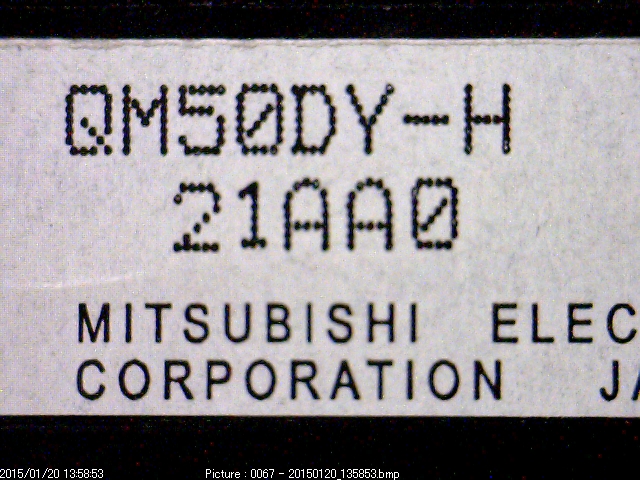 QM50DY-H
21AA0
MITSUBISHI ELEC
CORPORATION JA
2015/01/20 13:58:53 Picture : 0067 - 20150120_135853.bmp